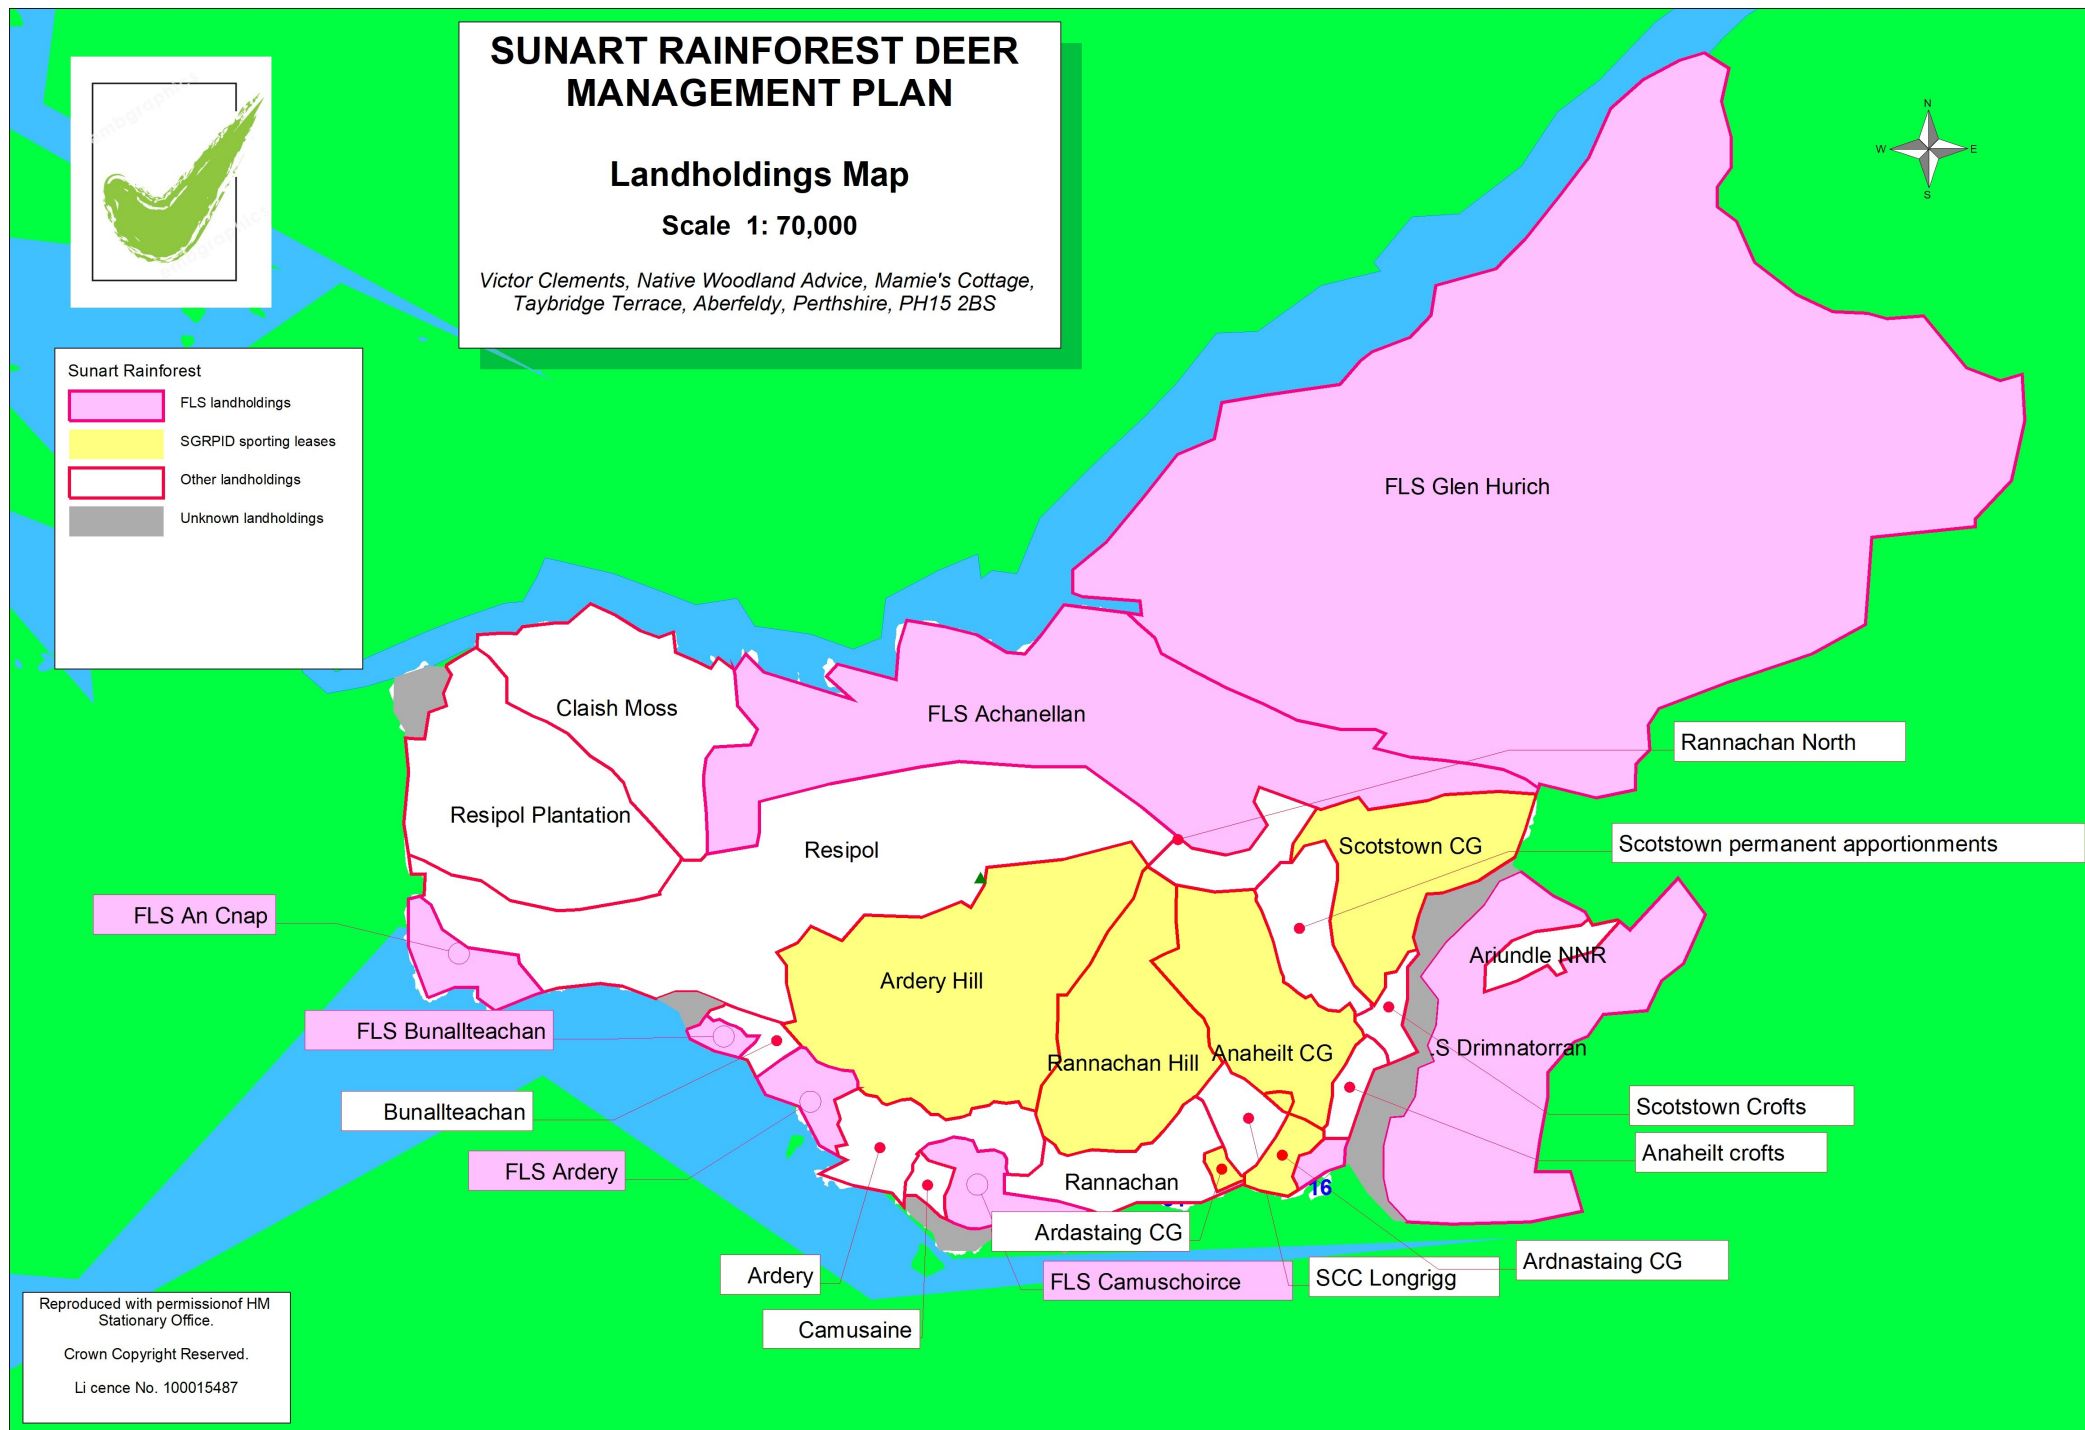 SUNART RAINFOREST DEER
MANAGEMENT PLAN
Landholdings Map
Scale 1: 70,000
Victor Clements, Native Woodland Advice, Mamie's Cottage,
Taybridge Terrace, Aberfeldy, Perthshire, PH15 2BS
N
W
E
S
Sunart Rainforest
FLS landholdings
SGRPID sporting leases
Other landholdings
Unknown landholdings
FLS Glen Hurich
Claish Moss
FLS Achanellan
Rannachan North
Resipol Plantation
Resipol
Scotstown CG
Scotstown permanent apportionments
FLS An Cnap
Ardery Hill
Ariundle NNR
FLS Bunallteachan
Rannachan Hill
Anaheilt CG
LS Drimnatorran
Bunallteachan
Scotstown Crofts
Anaheilt crofts
FLS Ardery
Rannachan
16
Ardastaing CG
Ardery
FLS Camuschoirce
SCC Longrigg
Ardnastaing CG
Camusaine
Reproduced with permissionof HM
Stationary Office.
Crown Copyright Reserved.
Li cence No. 100015487